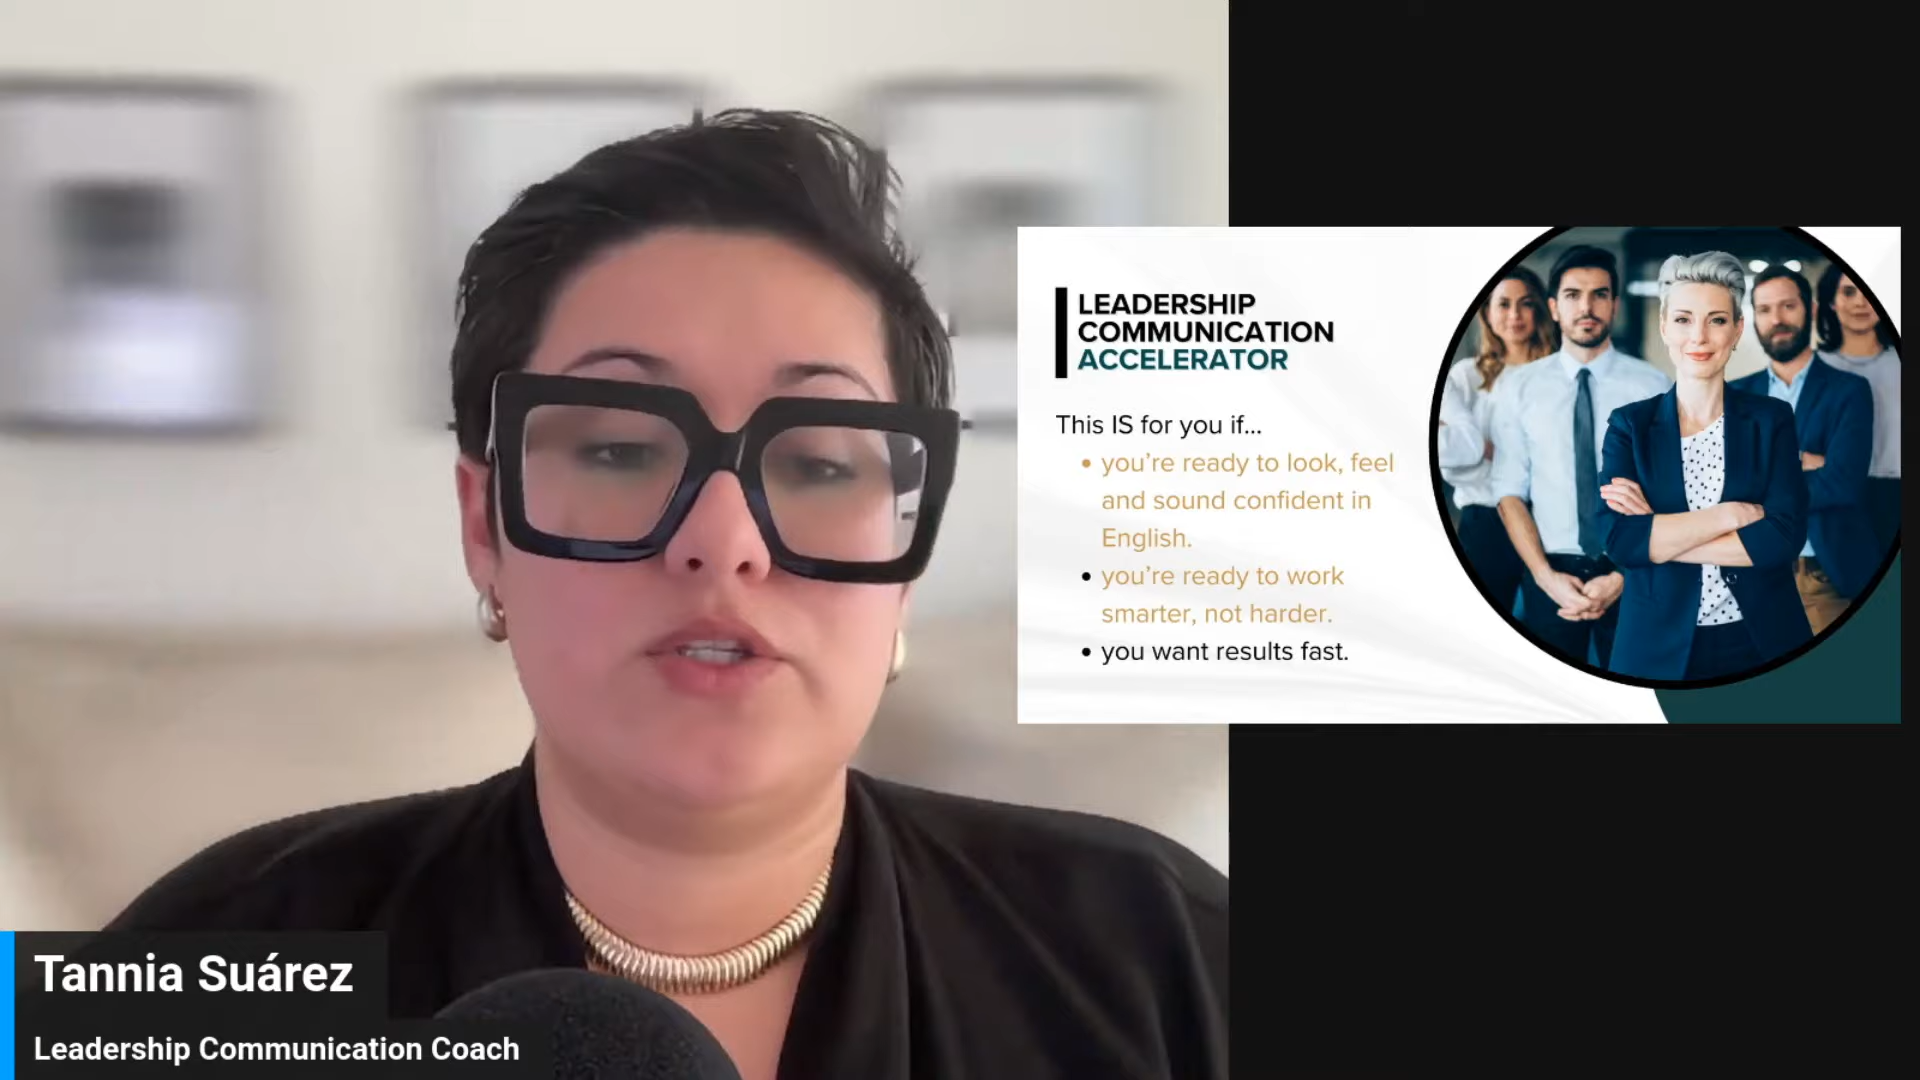 LEADERSHIP
COMMUNICATION
ACCELERATOR
This IS for you if...
• you're ready to look, feel
and sound confident in
English.
• you're ready to work
smarter, not harder.
• you want results fast.
Tannia Suárez
Leadership Communication Coach